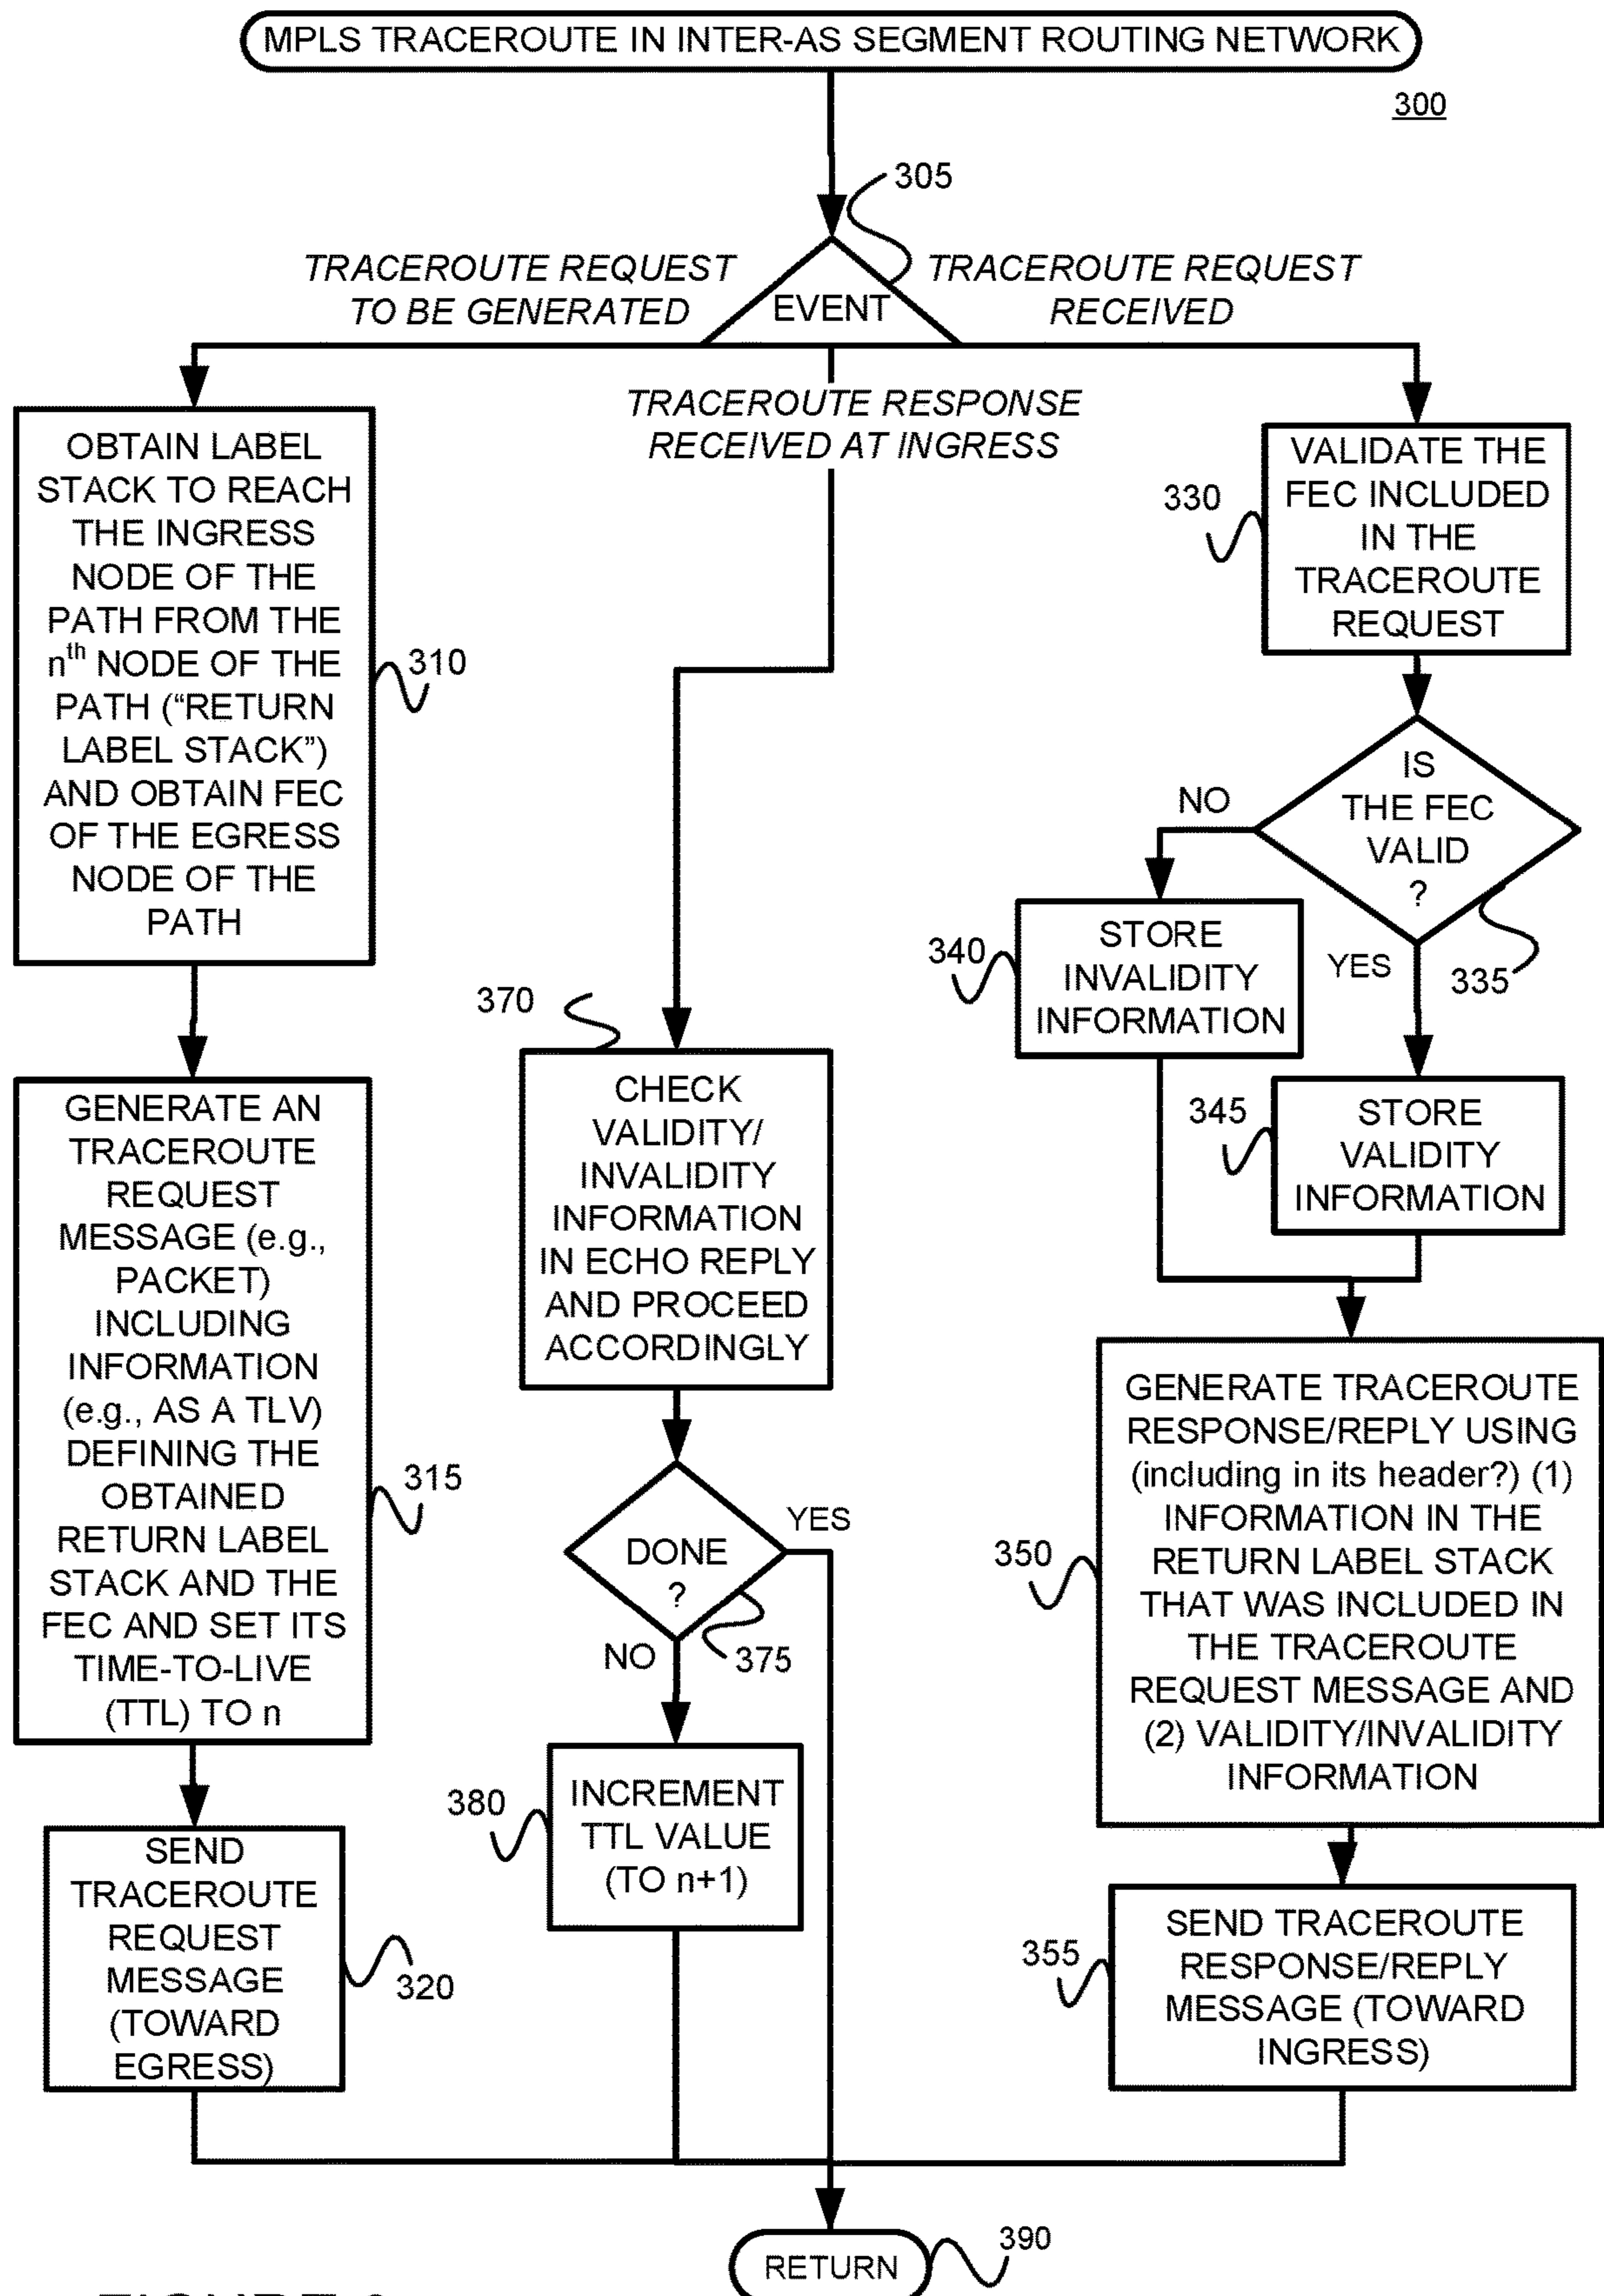 MPLS TRACEROUTE IN INTER-AS SEGMENT ROUTING NETWORK
300
305
TRACEROUTE REQUEST
TO BE GENERATED
EVENT
TRACEROUTE REQUEST
RECEIVED
TRACEROUTE RESPONSE
RECEIVED AT INGRESS
OBTAIN LABEL
STACK TO REACH
THE INGRESS
NODE OF THE
PATH FROM THE
nth NODE OF THE
PATH (“RETURN
LABEL STACK”)
AND OBTAIN FEC
OF THE EGRESS
NODE OF THE
PATH
310
GENERATE AN
TRACEROUTE
REQUEST
MESSAGE (e.g.,
PACKET)
INCLUDING
INFORMATION
(e.g., AS A TLV)
DEFINING THE
OBTAINED
RETURN LABEL
STACK AND THE
FEC AND SET ITS
TIME-TO-LIVE
(TTL) TO n
315
SEND
TRACEROUTE
REQUEST
MESSAGE
(TOWARD
EGRESS)
320
370
CHECK
VALIDITY/
INVALIDITY
INFORMATION
IN ECHO REPLY
AND PROCEED
ACCORDINGLY
DONE
?
YES
NO
375
380
INCREMENT
TTL VALUE
(TO n+1)
330
VALIDATE THE
FEC INCLUDED
IN THE
TRACEROUTE
REQUEST
IS
THE FEC
VALID
?
NO
YES
335
340
STORE
INVALIDITY
INFORMATION
345
STORE
VALIDITY
INFORMATION
350
GENERATE TRACEROUTE
RESPONSE/REPLY USING
(including in its header?) (1)
INFORMATION IN THE
RETURN LABEL STACK
THAT WAS INCLUDED IN
THE TRACEROUTE
REQUEST MESSAGE AND
(2) VALIDITY/INVALIDITY
INFORMATION
355
SEND TRACEROUTE
RESPONSE/REPLY
MESSAGE (TOWARD
INGRESS)
RETURN
390